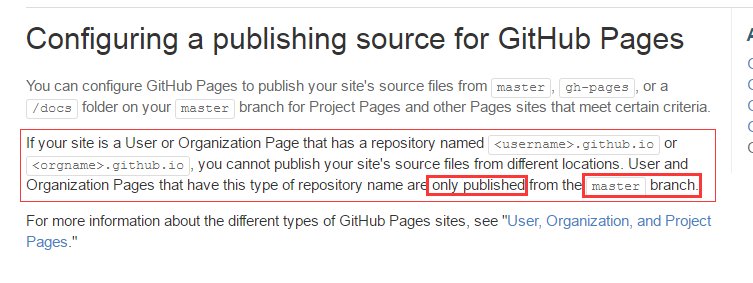 Configuring a publishing source for GitHub Pages
You can configure GitHub Pages to publish your site's source files from master , gh-pages , or a
/docs folder on your master branch for Project Pages and other Pages sites that meet certain criteria.
If your site is a User or Organization Page that has a repository named <username>.github.io or
<orgname>.github.io , you cannot publish your site's source files from different locations. User and
Organization Pages that have this type of repository name are only published from the master branch.
For more information about the different types of GitHub Pages sites, see "User, Organization, and Project
Pages."